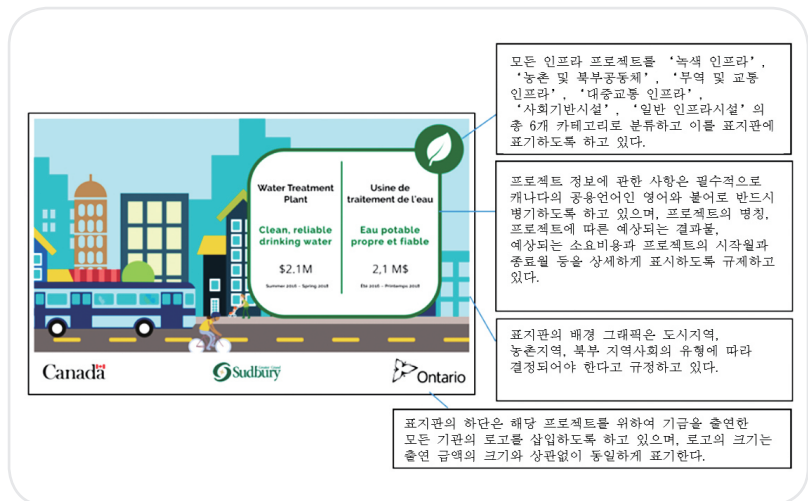 모든 인프라 프로젝트를 '녹색 인프라',
'농촌 및 북부공동체', '무역 및 교통
인프라', '대중교통 인프라',
'사회기반시설', '일반 인프라시설'의
총 6개 카테고리로 분류하고 이를 표지판에
표기하도록 하고 있다.
Water Treatment
Plant
Clean, reliable
drinking water
$2.1M
Summer 2016 - Spring 2018
Usine de
traitement de l'eau
Eau potable
propre et fiable
2,1 M$
Été 2016 - Printemps 2018
프로젝트 정보에 관한 사항은 필수적으로
캐나다의 공용언어인 영어와 불어로 반드시
병기하도록 하고 있으며, 프로젝트의 명칭,
프로젝트에 따른 예상되는 결과물,
예상되는 소요비용과 프로젝트의 시작월과
종료월 등을 상세하게 표시하도록 규제하고
있다.
표지판의 배경 그래픽은 도시지역,
농촌지역, 북부 지역사회의 유형에 따라
결정되어야 한다고 규정하고 있다.
Canada
Sudbury
Ontario
표지판의 하단은 해당 프로젝트를 위하여 기금을 출연한
모든 기관의 로고를 삽입하도록 하고 있으며, 로고의 크기는
출연 금액의 크기와 상관없이 동일하게 표기한다.